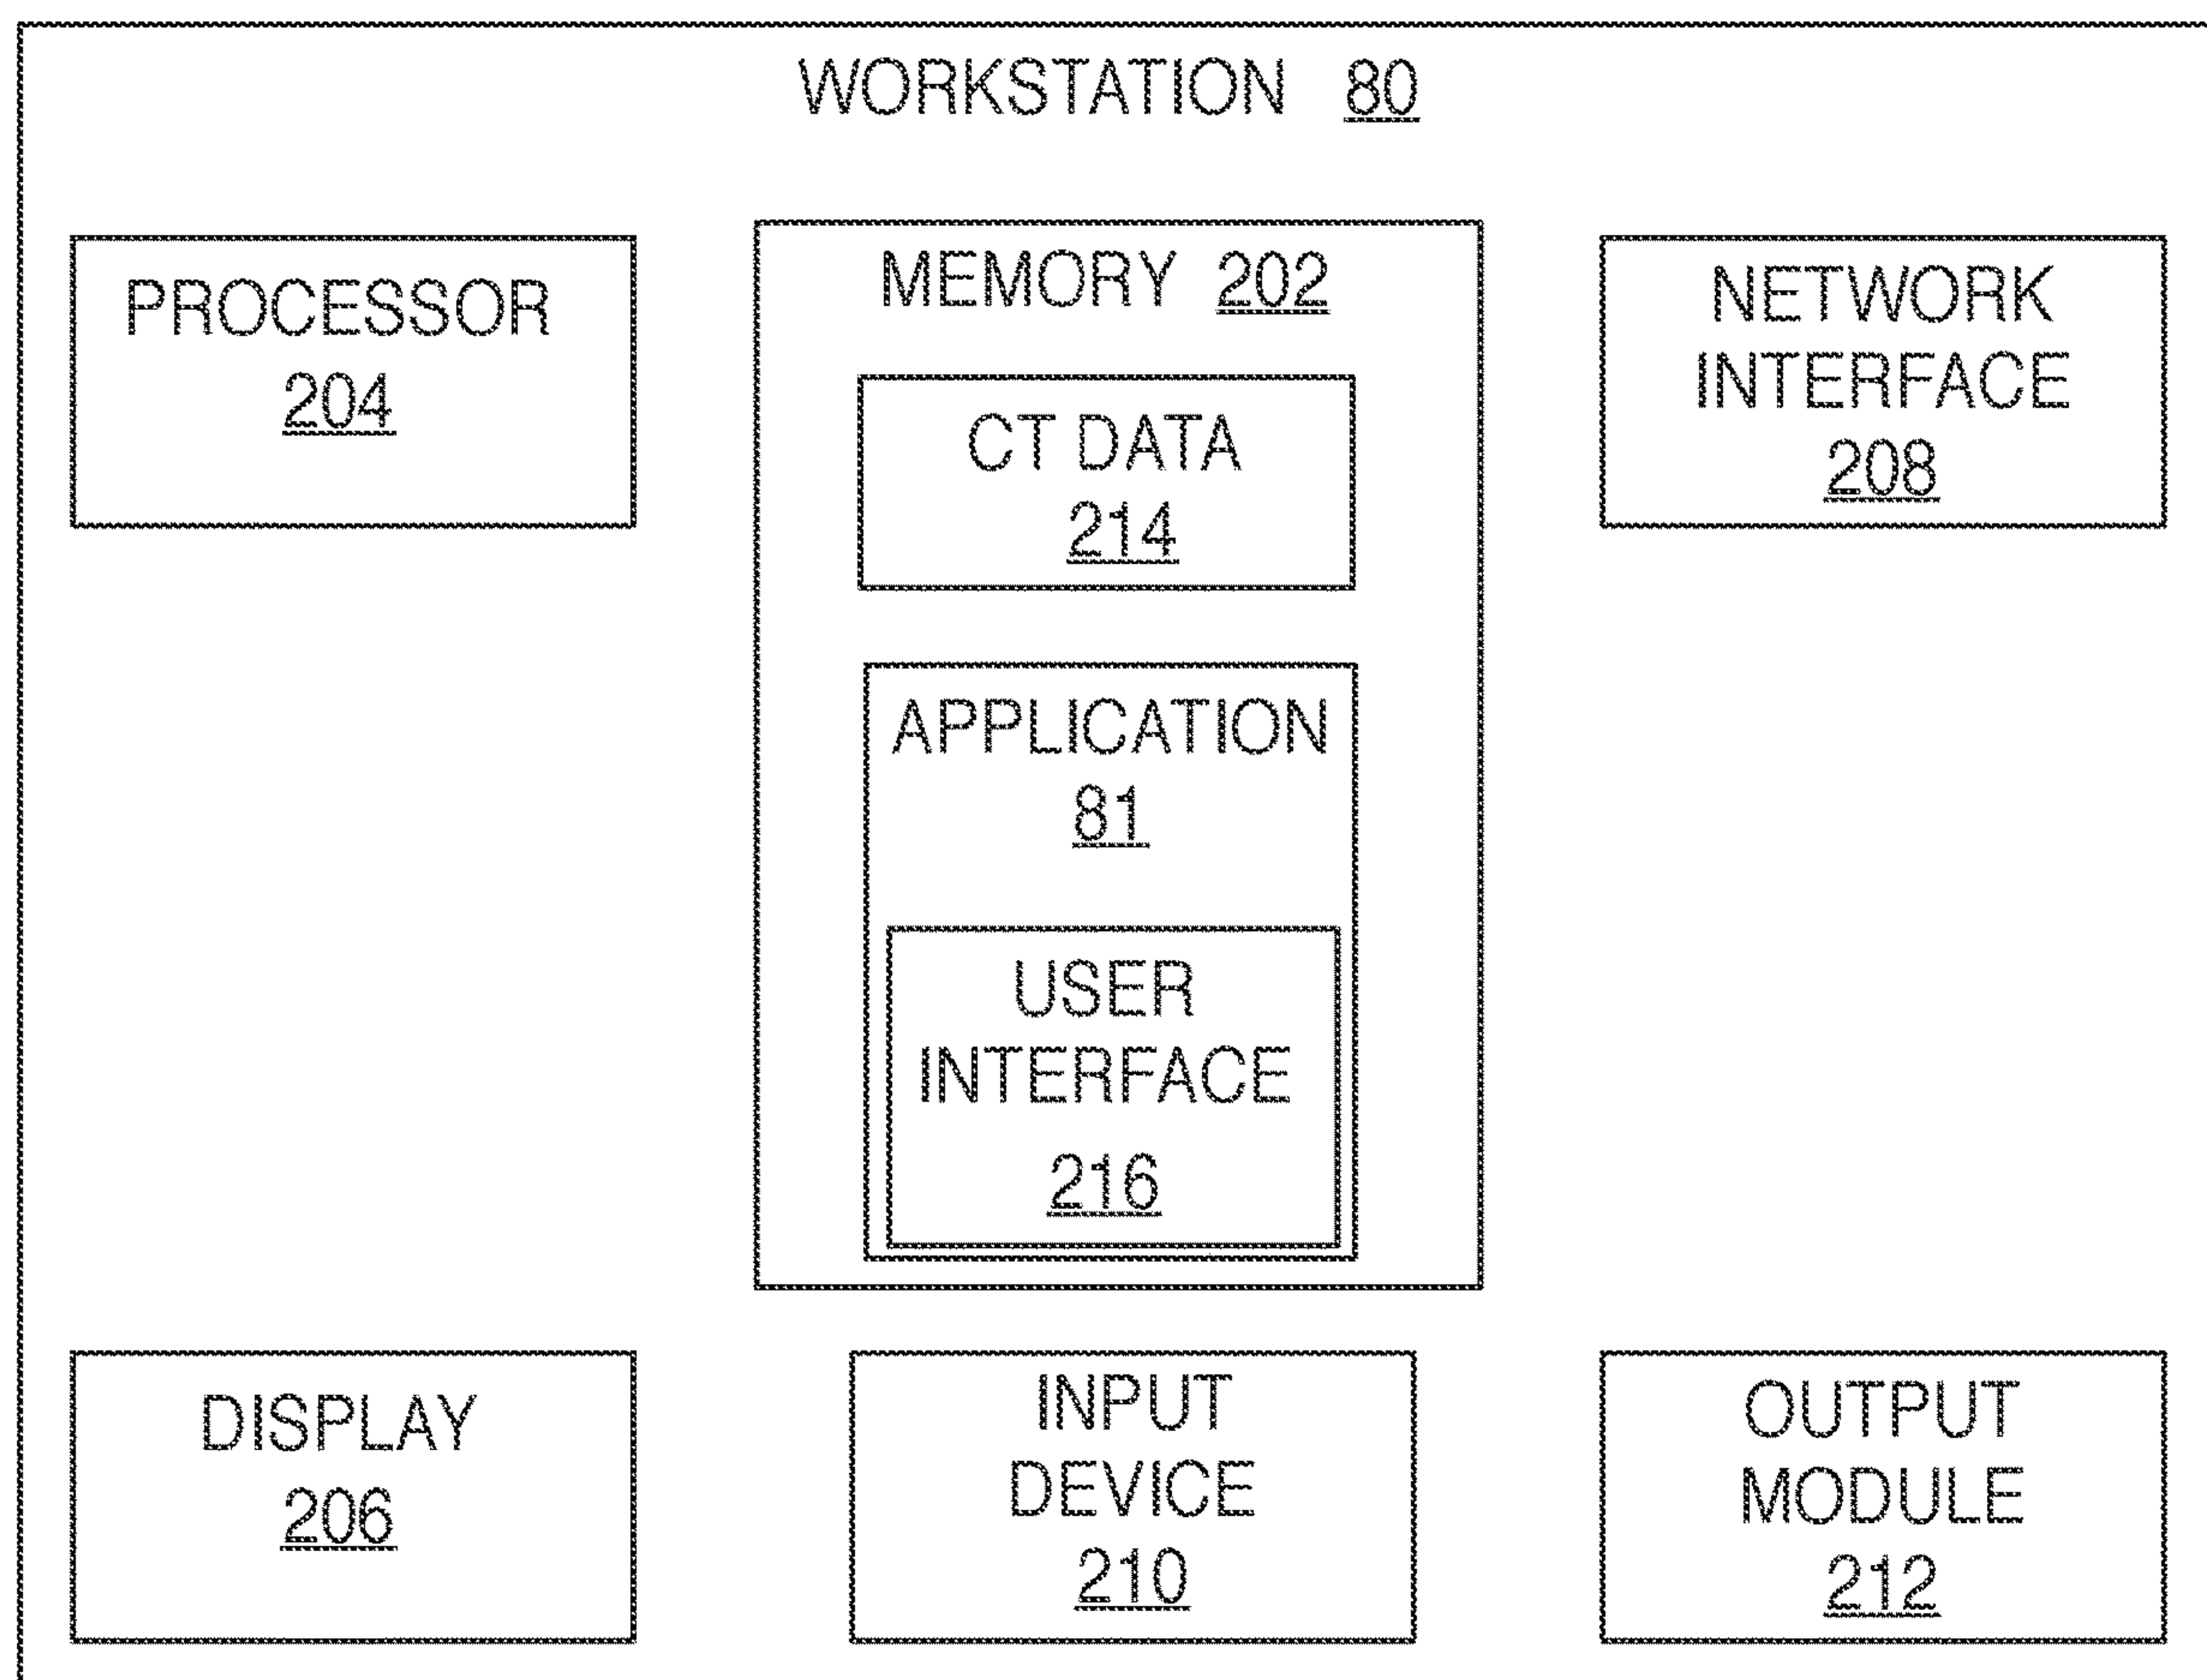 WORKSTATION 80
PROCESSOR
204
MEMORY 202
CT DATA
214
APPLICATION
81
USER
INTERFACE
216
NETWORK
INTERFACE
208
DISPLAY
206
INPUT
DEVICE
210
OUTPUT
MODULE
212